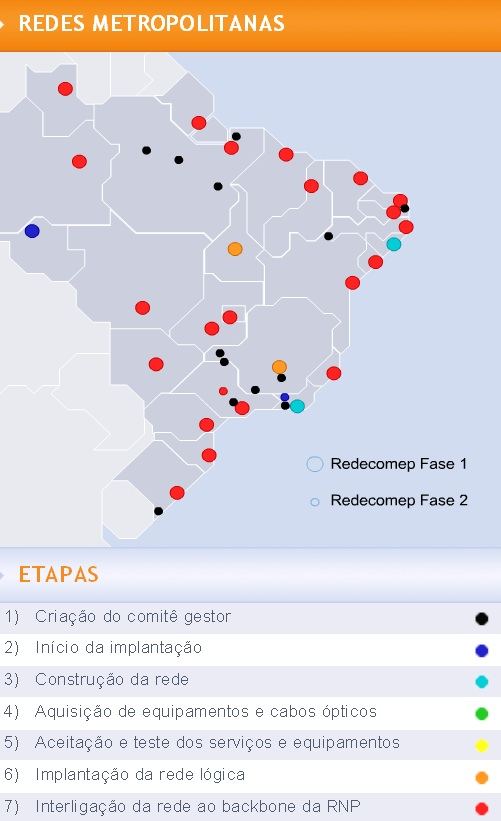 REDES METROPOLITANAS
Redecomep Fase 1
Redecomep Fase 2
ETAPAS
1) Criação do comitê gestor
2) Início da implantação
3) Construção da rede
4) Aquisição de equipamentos e cabos ópticos
5) Aceitação e teste dos serviços e equipamentos
6) Implantação da rede lógica
7) Interligação da rede ao backbone da RNP